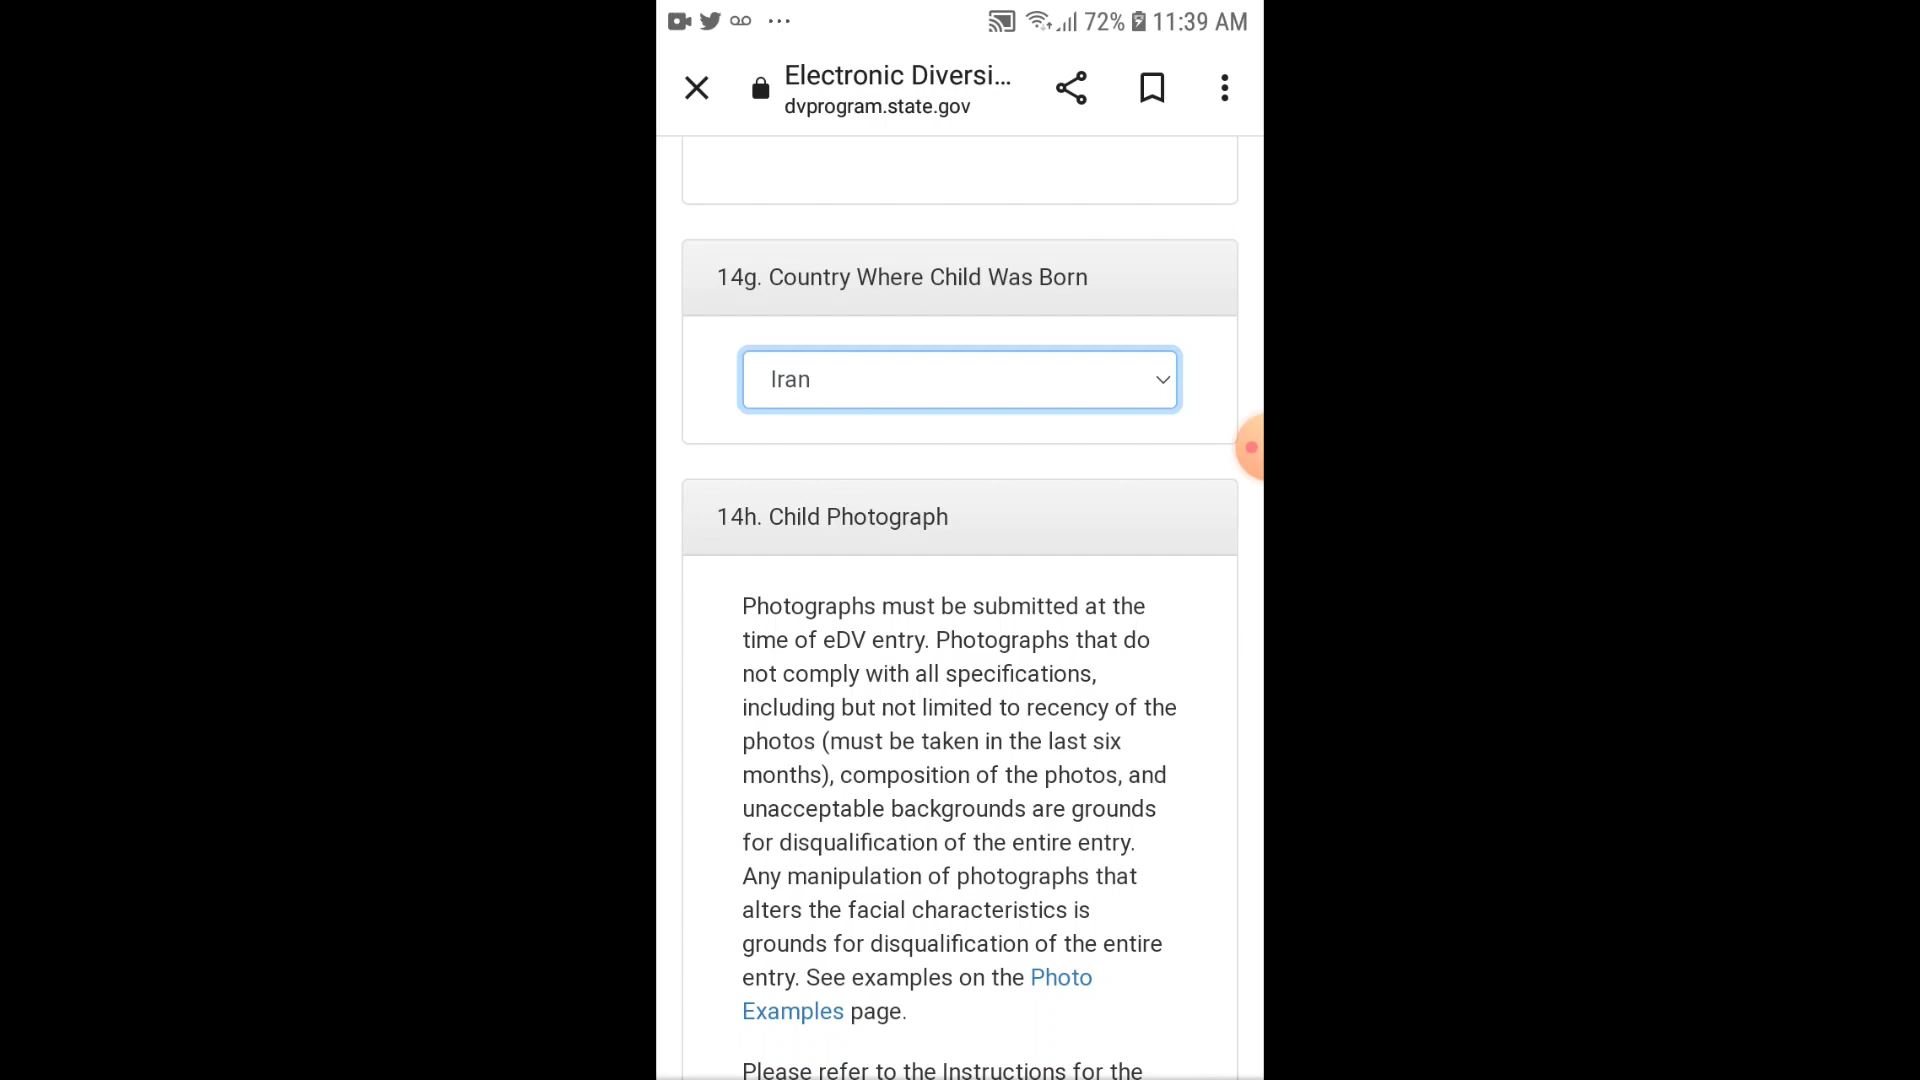 72% 11:39 AM
Electronic Diversi...
dvprogram.state.gov
14g. Country Where Child Was Born
Iran
14h. Child Photograph
Photographs must be submitted at the
time of eDV entry. Photographs that do
not comply with all specifications,
including but not limited to recency of the
photos (must be taken in the last six
months), composition of the photos, and
unacceptable backgrounds are grounds
for disqualification of the entire entry.
Any manipulation of photographs that
alters the facial characteristics is
grounds for disqualification of the entire
entry. See examples on the Photo
Examples page.
Please refer to the Instructions for the